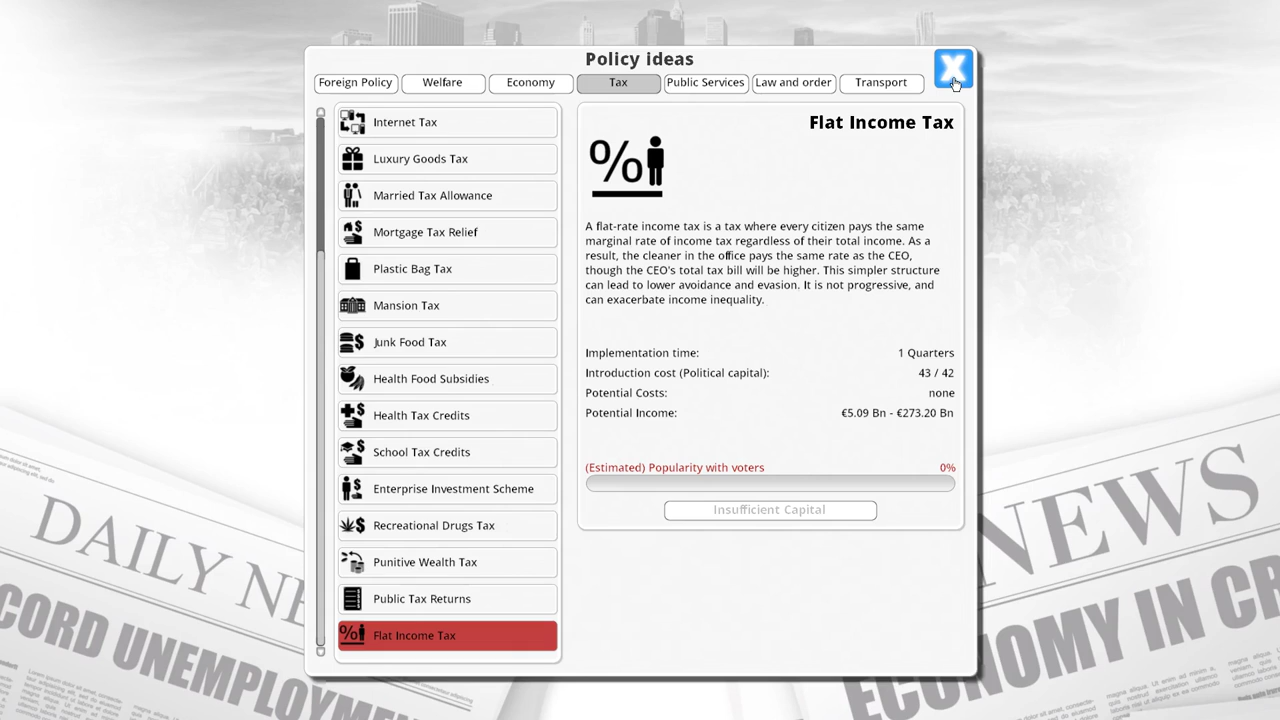 Policy ideas
Foreign Policy
Welfare
Economy
Tax
Public Services
Law and order
Transport
X
Internet Tax
Luxury Goods Tax
Married Tax Allowance
Mortgage Tax Relief
Plastic Bag Tax
Mansion Tax
Junk Food Tax
Health Food Subsidies
Health Tax Credits
School Tax Credits
Enterprise Investment Scheme
Recreational Drugs Tax
Punitive Wealth Tax
Public Tax Returns
Flat Income Tax
Flat Income Tax
A flat-rate income tax is a tax where every citizen pays the same
marginal rate of income tax regardless of their total income. As a
result, the cleaner in the office pays the same rate as the CEO,
though the CEO's total tax bill will be higher. This simpler structure
can lead to lower avoidance and evasion. It is not progressive, and
can exacerbate income inequality.
Implementation time: 1 Quarters
Introduction cost (Political capital): 43 / 42
Potential Costs: none
Potential Income: €5.09 Bn - €273.20 Bn
(Estimated) Popularity with voters 0%
Insufficient Capital
DAILY NE
CORD UNEMPLOYM
NEWS
ECONOMY IN CR